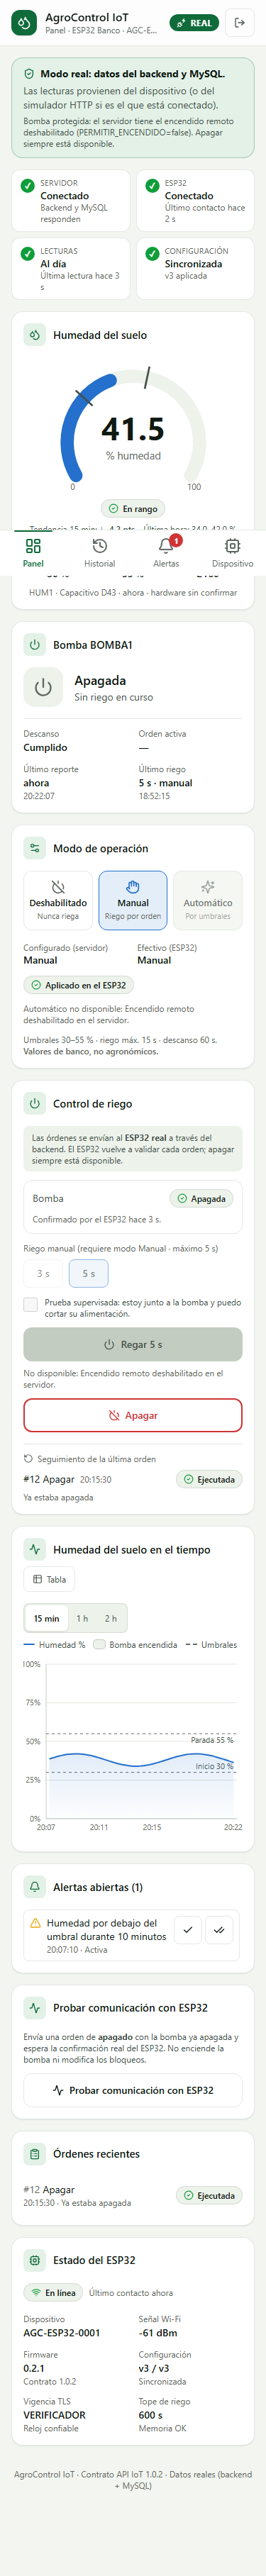 AgroControl IoT
Panel · ESP32 Banco · AGC-E...
REAL
Modo real: datos del backend y MySQL.
Las lecturas provienen del dispositivo (o del
simulador HTTP si es el que está conectado).
Bomba protegida: el servidor tiene el encendido remoto
deshabilitado (PERMITIR_ENCENDIDO=false). Apagar
siempre está disponible.
SERVIDOR
Conectado
Backend y MySQL
responden
ESP32
Conectado
Último contacto hace
2 s
LECTURAS
Al día
Última lectura hace 3
s
CONFIGURACIÓN
Sincronizada
v3 aplicada
Humedad del suelo
41.5
% humedad
0
100
En rango
Panel
Historial
1
Alertas
Dispositivo
HUM1 · Capacitivo D43 · ahora · hardware sin confirmar
Bomba BOMBA1
Apagada
Sin riego en curso
Descanso
Cumplido
Orden activa
—
Último reporte
ahora
20:22:07
Último riego
5 s · manual
18:52:15
Modo de operación
Deshabilitado
Nunca riega
Manual
Riego por orden
Automático
Por umbrales
Configurado (servidor)
Manual
Efectivo (ESP32)
Manual
Aplicado en el ESP32
Automático no disponible: Encendido remoto
deshabilitado en el servidor.
Umbrales 30–55 % · riego máx. 15 s · descanso 60 s.
Valores de banco, no agronómicos.
Control de riego
Las órdenes se envían al ESP32 real a través del
backend. El ESP32 vuelve a validar cada orden; apagar
siempre está disponible.
Bomba
Apagada
Confirmado por el ESP32 hace 3 s.
Riego manual (requiere modo Manual · máximo 5 s)
3 s
5 s
Prueba supervisada: estoy junto a la bomba y puedo
cortar su alimentación.
Regar 5 s
No disponible: Encendido remoto deshabilitado en el
servidor.
Apagar
Seguimiento de la última orden
#12 Apagar 20:15:30
Ejecutada
Ya estaba apagada
Humedad del suelo en el tiempo
Tabla
15 min
1 h
2 h
Humedad %
Bomba encendida
Umbrales
100%
75%
50%
25%
0%
Parada 55 %
Inicio 30 %
20:07
20:11
20:15
20:22
Alertas abiertas (1)
Humedad por debajo del
umbral durante 10 minutos
20:07:10 · Activa
Probar comunicación con ESP32
Envía una orden de apagado con la bomba ya apagada y
espera la confirmación real del ESP32. No enciende la
bomba ni modifica los bloqueos.
Probar comunicación con ESP32
Órdenes recientes
#12 Apagar
20:15:30 · Ya estaba apagada
Ejecutada
Estado del ESP32
En línea
Último contacto ahora
Dispositivo
AGC-ESP32-0001
Señal Wi-Fi
-61 dBm
Firmware
0.2.1
Contrato 1.0.2
Configuración
v3 / v3
Sincronizada
Vigencia TLS
VERIFICADOR
Reloj confiable
Tope de riego
600 s
Memoria OK
AgroControl IoT · Contrato API IoT 1.0.2 · Datos reales (backend
+ MySQL)